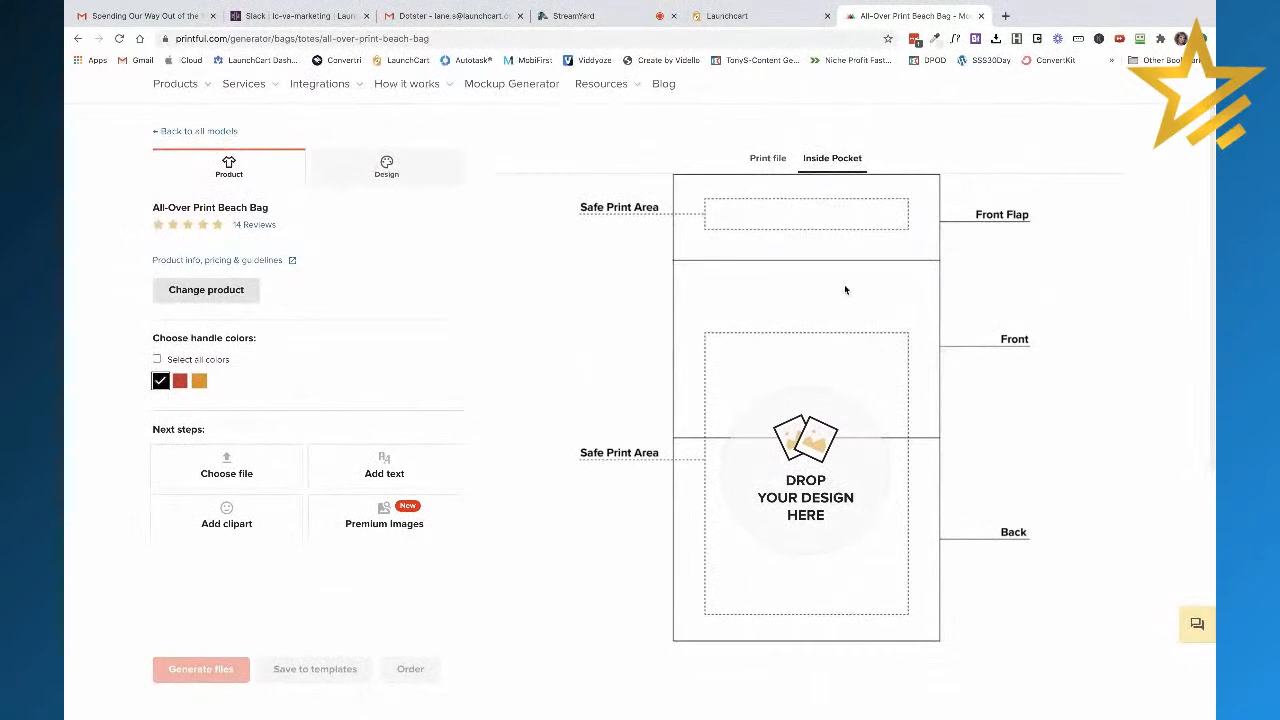 Spending Our Way Out of the
Slack | lc-va-marketing | Laun
Dotster - lane.s@launchcart.co
StreamYard
Launchcart
All-Over Print Beach Bag - Mo
printful.com/generator/bags/totes/all-over-print-beach-bag
Apps
Gmail
Cloud
LaunchCart Dash...
Convertri
LaunchCart
Autotask®
MobiFirst
Viddyoze
Create by Vidello
TonyS-Content Ge...
Niche Profit Fast...
DPOD
SSS30Day
ConvertKit
»
Other Book
Products
Services
Integrations
How it works
Mockup Generator
Resources
Blog
← Back to all models
Product
Design
Print file
Inside Pocket
All-Over Print Beach Bag
14 Reviews
Product info, pricing & guidelines
Change product
Choose handle colors:
Select all colors
Next steps:
Choose file
Add text
Add clipart
New
Premium Images
Generate files
Save to templates
Order
Safe Print Area
Front Flap
Front
Safe Print Area
DROP
YOUR DESIGN
HERE
Back